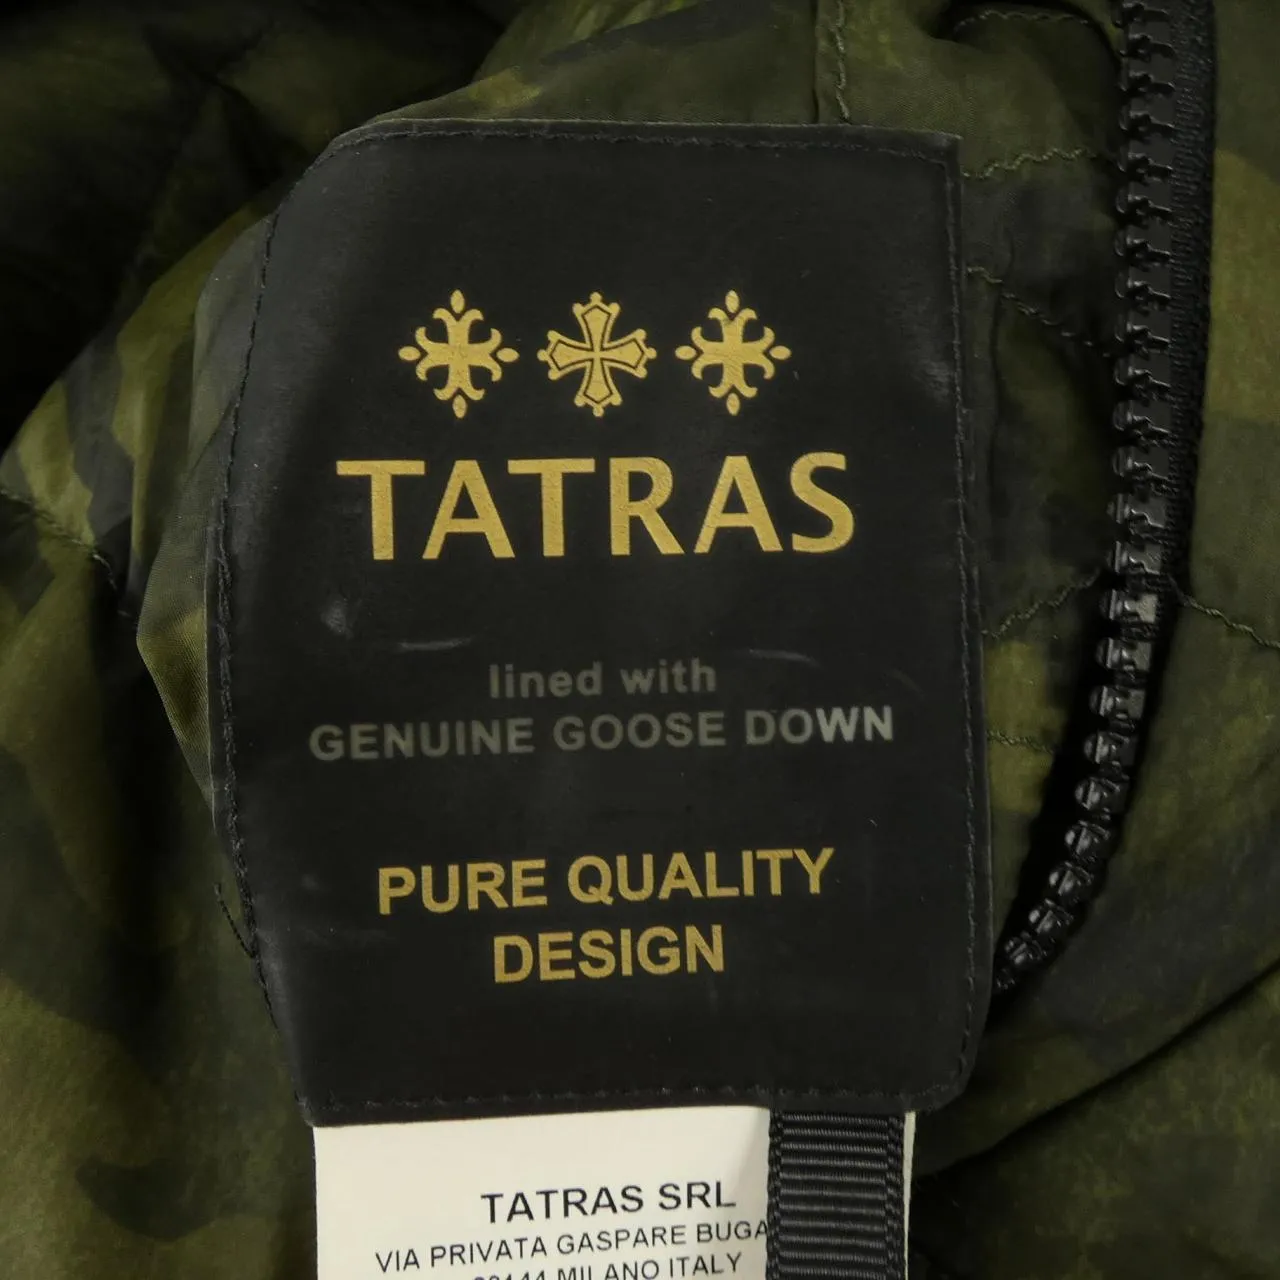 TATRAS
lined with
GENUINE GOOSE DOWN
PURE QUALITY
DESIGN
TATRAS SRL
VIA PRIVATA GASPARE BUGA
MILANO ITALY